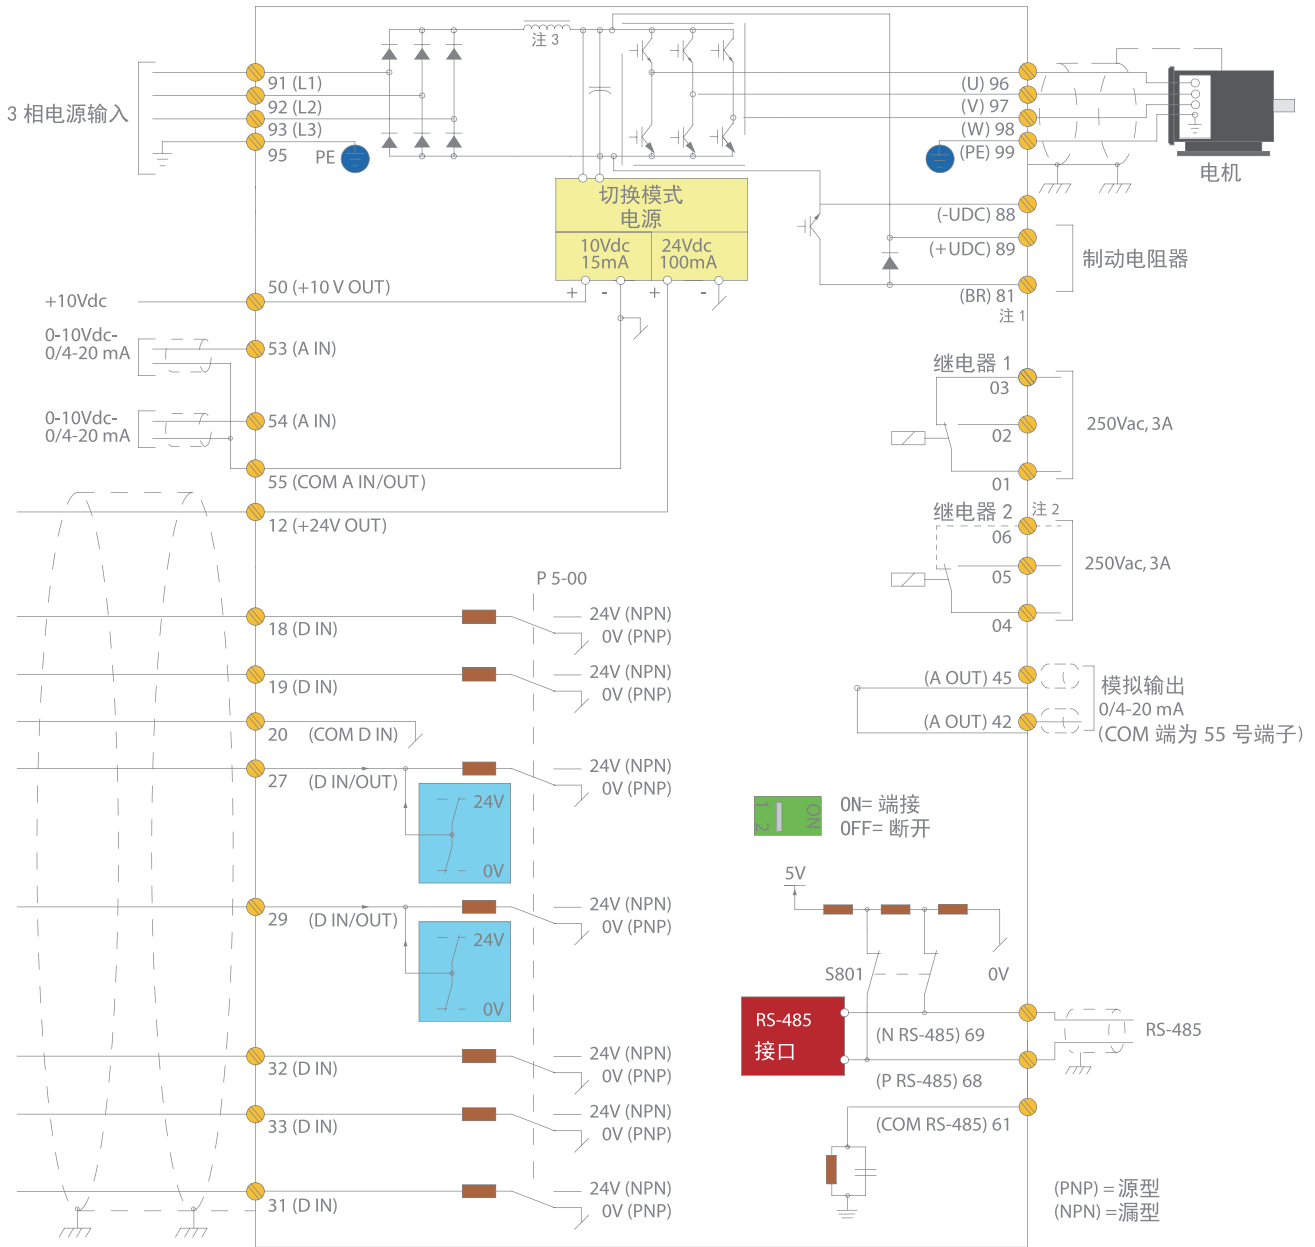 注 3
3 相电源输入
91 (L1)
92 (L2)
93 (L3)
95
PE
(U) 96
(V) 97
(W) 98
(PE) 99
电机
切换模式
电源
10Vdc
15mA
24Vdc
100mA
+
-
+
-
(-UDC) 88
(+UDC) 89
(BR) 81
注 1
制动电阻器
+10Vdc
50 (+10 V OUT)
0-10Vdc-
0/4-20 mA
53 (A IN)
0-10Vdc-
0/4-20 mA
54 (A IN)
55 (COM A IN/OUT)
12 (+24V OUT)
继电器 1
03
02
01
250Vac, 3A
继电器 2
注 2
06
05
04
250Vac, 3A
P 5-00
18 (D IN)
24V (NPN)
0V (PNP)
19 (D IN)
24V (NPN)
0V (PNP)
20 (COM D IN)
27 (D IN/OUT)
24V (NPN)
0V (PNP)
24V
0V
29 (D IN/OUT)
24V (NPN)
0V (PNP)
24V
0V
32 (D IN)
24V (NPN)
0V (PNP)
33 (D IN)
24V (NPN)
0V (PNP)
31 (D IN)
24V (NPN)
0V (PNP)
(A OUT) 45
(A OUT) 42
模拟输出
0/4-20 mA
(COM 端为 55 号端子)
1 2
ON
ON= 端接
OFF= 断开
5V
S801
0V
RS-485
接口
(N RS-485) 69
(P RS-485) 68
(COM RS-485) 61
RS-485
(PNP) = 源型
(NPN) = 漏型